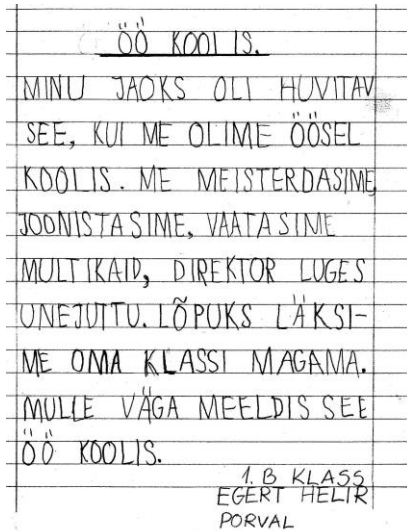 ÖÖ KOOLIS.
MINU JAOKS OLI HUVITAV
SEE, KUI ME OLIME ÖÖSEL
KOOLIS. ME MEISTERDASIME,
JOONISTASIME, VAATASIME
MULTIKAID, DIREKTOR LUGES
UNEJUTTU. LÕPUKS LÄKSI-
ME OMA KLASSI MAGAMA.
MULLE VÄGA MEELDIS SEE
ÖÖ KOOLIS.
1. B KLASS
EGERT HELIR
PORVAL